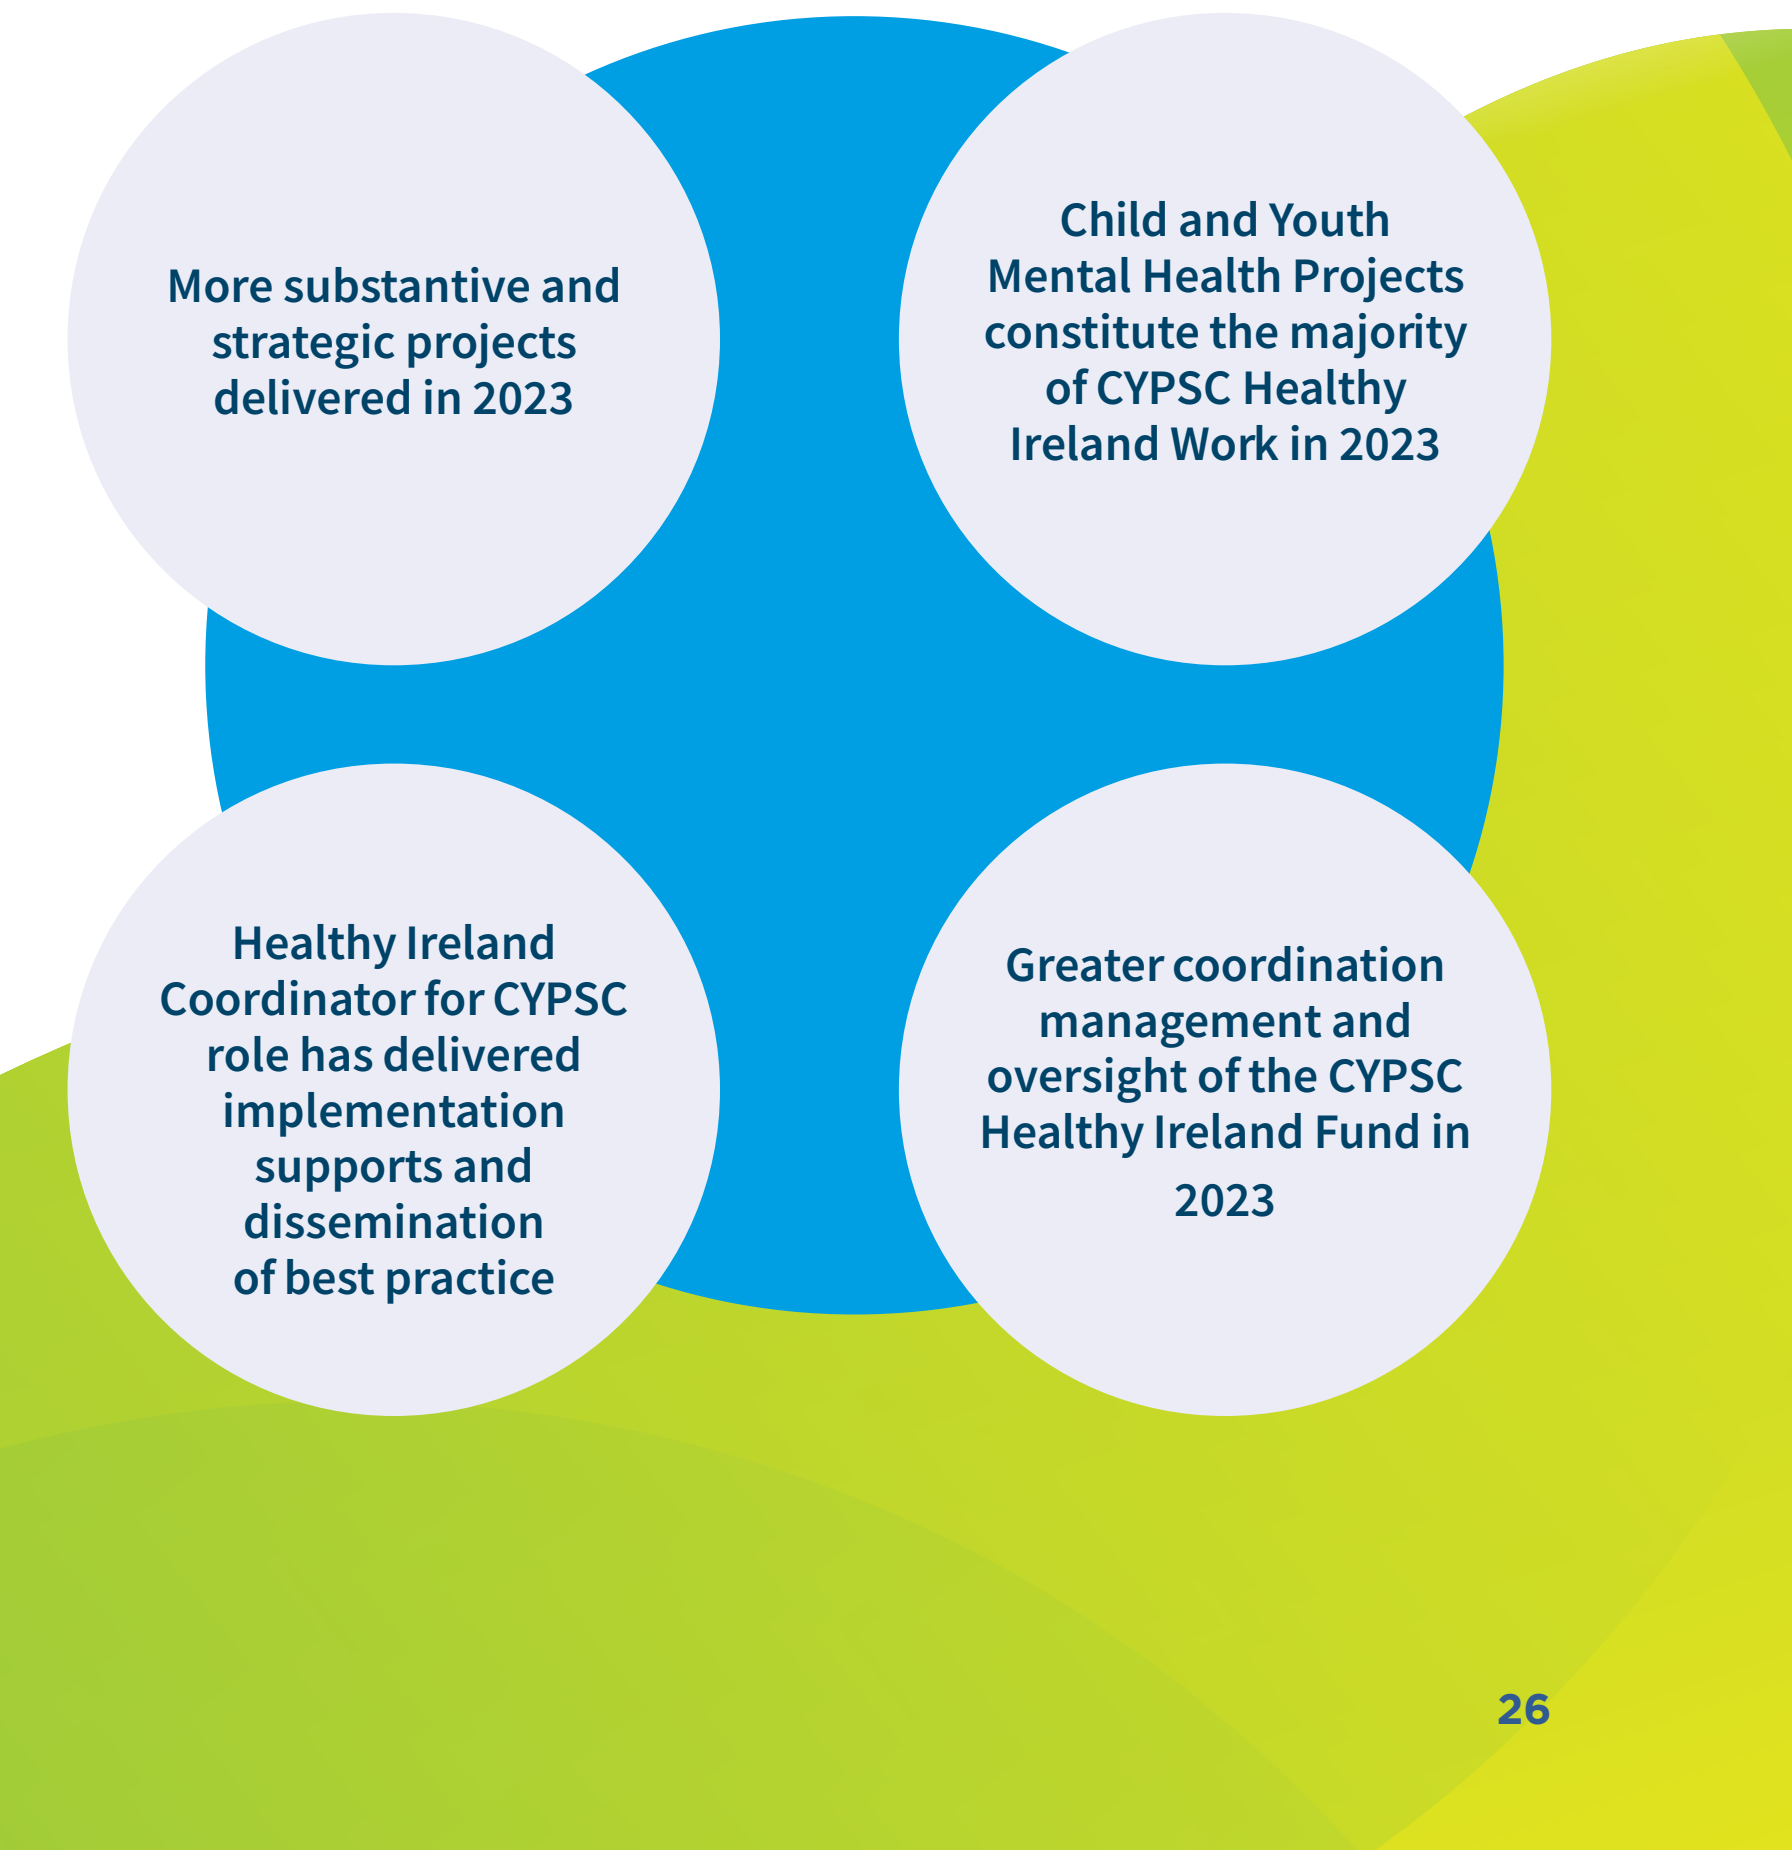 More substantive and
strategic projects
delivered in 2023
Child and Youth
Mental Health Projects
constitute the majority
of CYPSC Healthy
Ireland Work in 2023
Healthy Ireland
Coordinator for CYPSC
role has delivered
implementation
supports and
dissemination
of best practice
Greater coordination
management and
oversight of the CYPSC
Healthy Ireland Fund in
2023
26